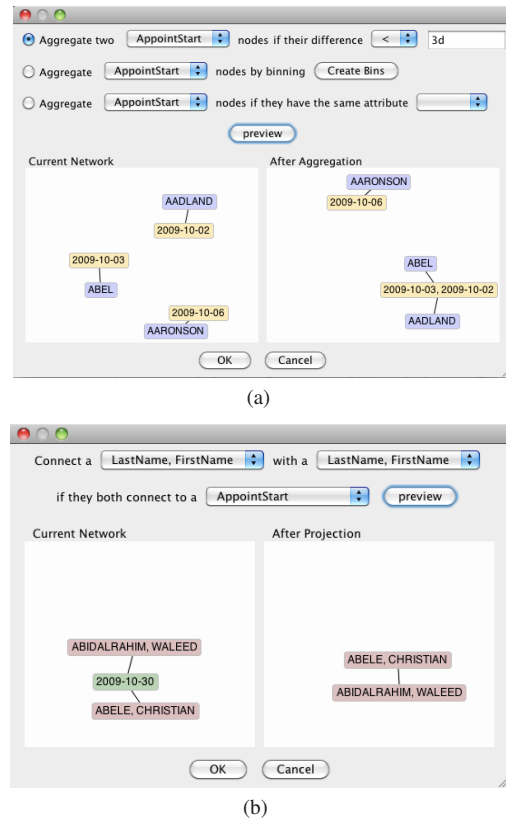 Aggregate two AppointStart nodes if their difference < 3d
Aggregate AppointStart nodes by binning Create Bins
Aggregate AppointStart nodes if they have the same attribute
preview
Current Network After Aggregation
AARONSON
AADLAND
2009-10-06
2009-10-02
2009-10-03
ABEL
ABEL
2009-10-03, 2009-10-02
2009-10-06
AARONSON
AADLAND
OK Cancel
(a)
Connect a LastName, FirstName with a LastName, FirstName
if they both connect to a AppointStart preview
Current Network After Projection
ABIDALRAHIM, WALEED
ABELE, CHRISTIAN
2009-10-30
ABIDALRAHIM, WALEED
ABELE, CHRISTIAN
OK Cancel
(b)